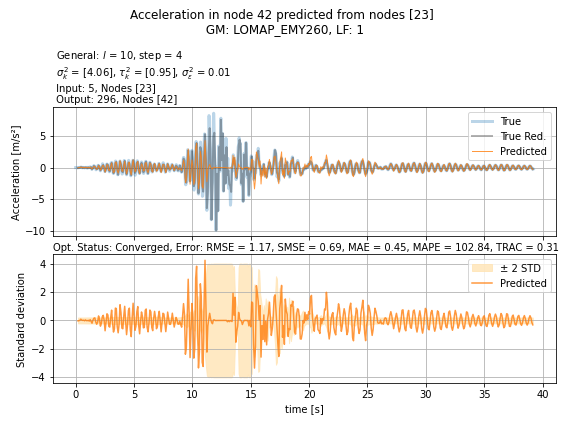 Acceleration in node 42 predicted from nodes [23]
GM: LOMAP_EMY260, LF: 1
General: l = 10, step = 4
σ²ₖ = [4.06], τ²ₖ = [0.95], σ²ₑ = 0.01
Input: 5, Nodes [23]
Output: 296, Nodes [42]
True
True Red.
Predicted
Acceleration [m/s²]
5
0
−5
−10
Opt. Status: Converged, Error: RMSE = 1.17, SMSE = 0.69, MAE = 0.45, MAPE = 102.84, TRAC = 0.31
± 2 STD
Predicted
Standard deviation
4
2
0
−2
−4
0 5 10 15 20 25 30 35 40
time [s]